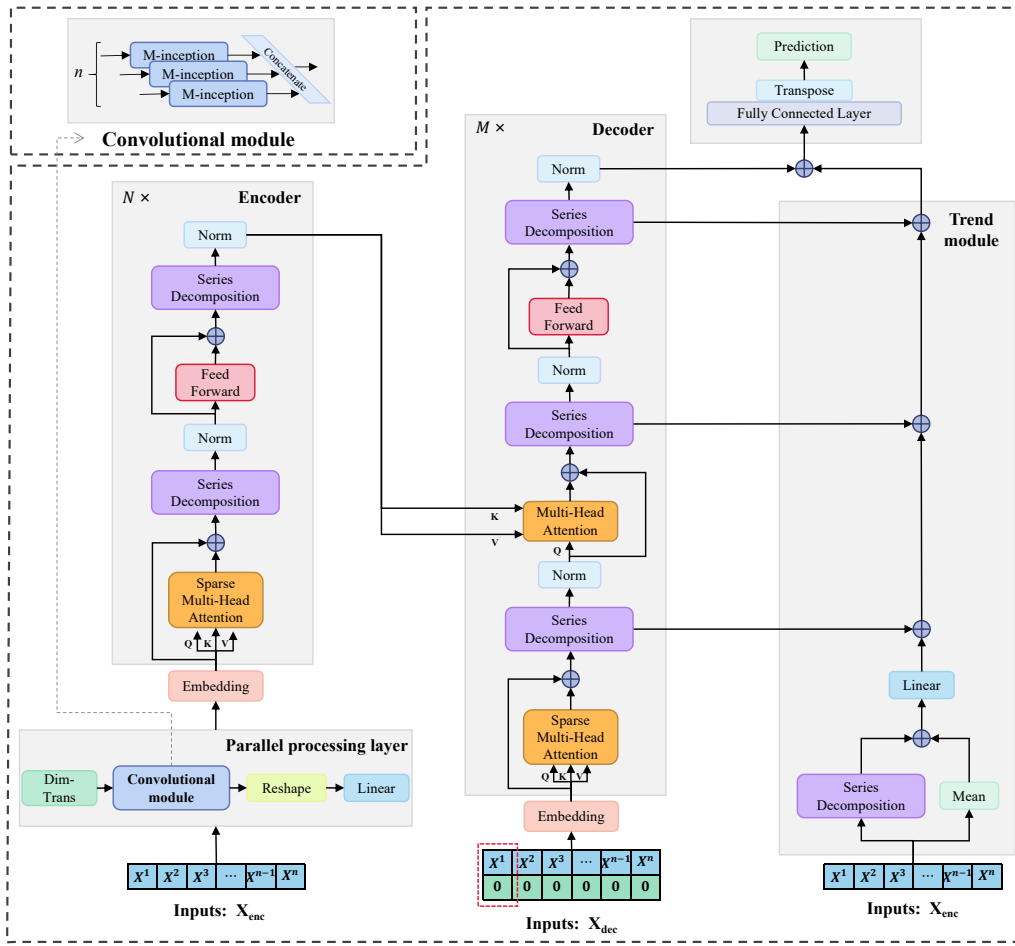 n
M-inception
M-inception
M-inception
Concatenate
Convolutional module
N ×
Encoder
Norm
Series
Decomposition
Feed
Forward
Norm
Series
Decomposition
Sparse
Multi-Head
Attention
Q
K
V
Embedding
Parallel processing layer
Dim-
Trans
Convolutional
module
Reshape
Linear
X¹ X² X³ ... Xⁿ⁻¹ Xⁿ
Inputs: X_enc
M ×
Decoder
Norm
Series
Decomposition
Feed
Forward
Norm
Series
Decomposition
K
V
Multi-Head
Attention
Q
Norm
Series
Decomposition
Sparse
Multi-Head
Attention
Q
K
V
Embedding
X¹ X² X³ ... Xⁿ⁻¹ Xⁿ
0 0 0 0 0 0
Inputs: X_dec
Prediction
Transpose
Fully Connected Layer
Trend
module
Linear
Series
Decomposition
Mean
X¹ X² X³ ... Xⁿ⁻¹ Xⁿ
Inputs: X_enc